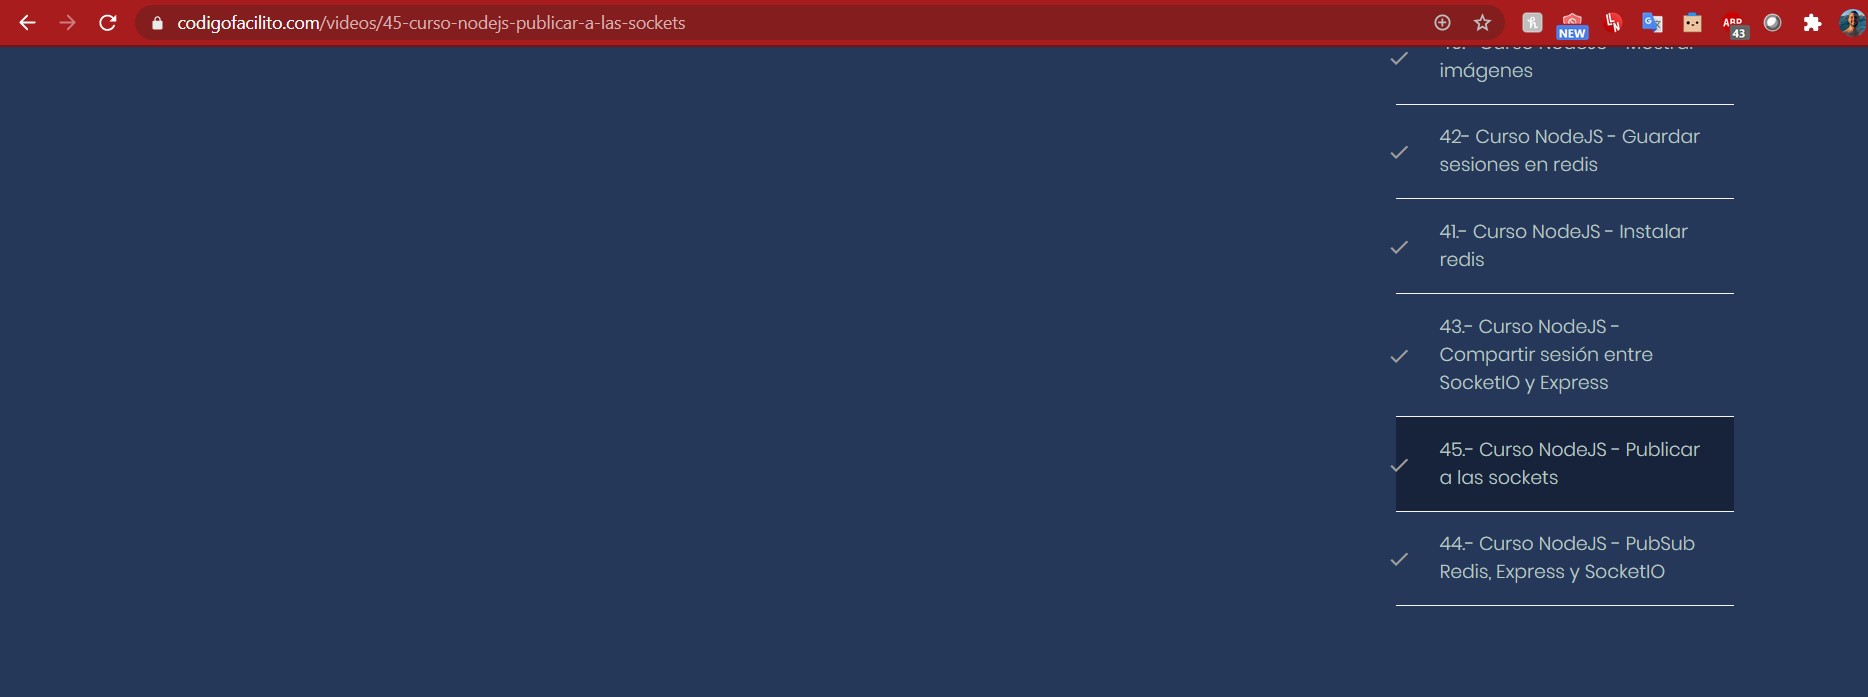 codigofacilito.com/videos/45-curso-nodejs-publicar-a-las-sockets
NEW
ABP
43
imágenes
42- Curso NodeJS - Guardar
sesiones en redis
41.- Curso NodeJS - Instalar
redis
43.- Curso NodeJS -
Compartir sesión entre
SocketIO y Express
45.- Curso NodeJS - Publicar
a las sockets
44.- Curso NodeJS - PubSub
Redis, Express y SocketIO